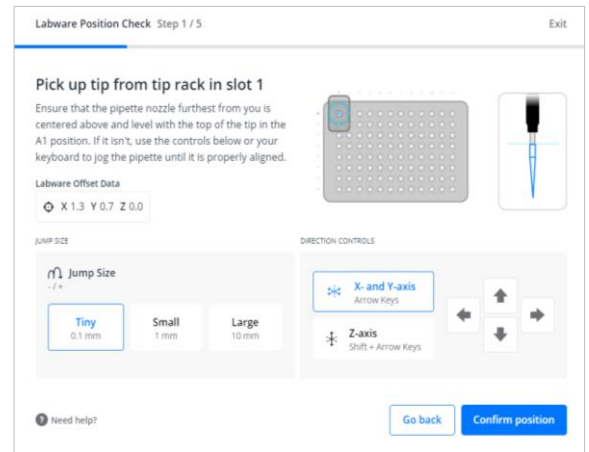 Labware Position Check Step 1 / 5
Exit
Pick up tip from tip rack in slot 1
Ensure that the pipette nozzle furthest from you is
centered above and level with the top of the tip in the
A1 position. If it isn't, use the controls below or your
keyboard to jog the pipette until it is properly aligned.
Labware Offset Data
X 1.3 Y 0.7 Z 0.0
JUMP SIZE
Jump Size
- / +
Tiny
0.1 mm
Small
1 mm
Large
10 mm
DIRECTION CONTROLS
X- and Y-axis
Arrow Keys
Z-axis
Shift + Arrow Keys
? Need help?
Go back
Confirm position